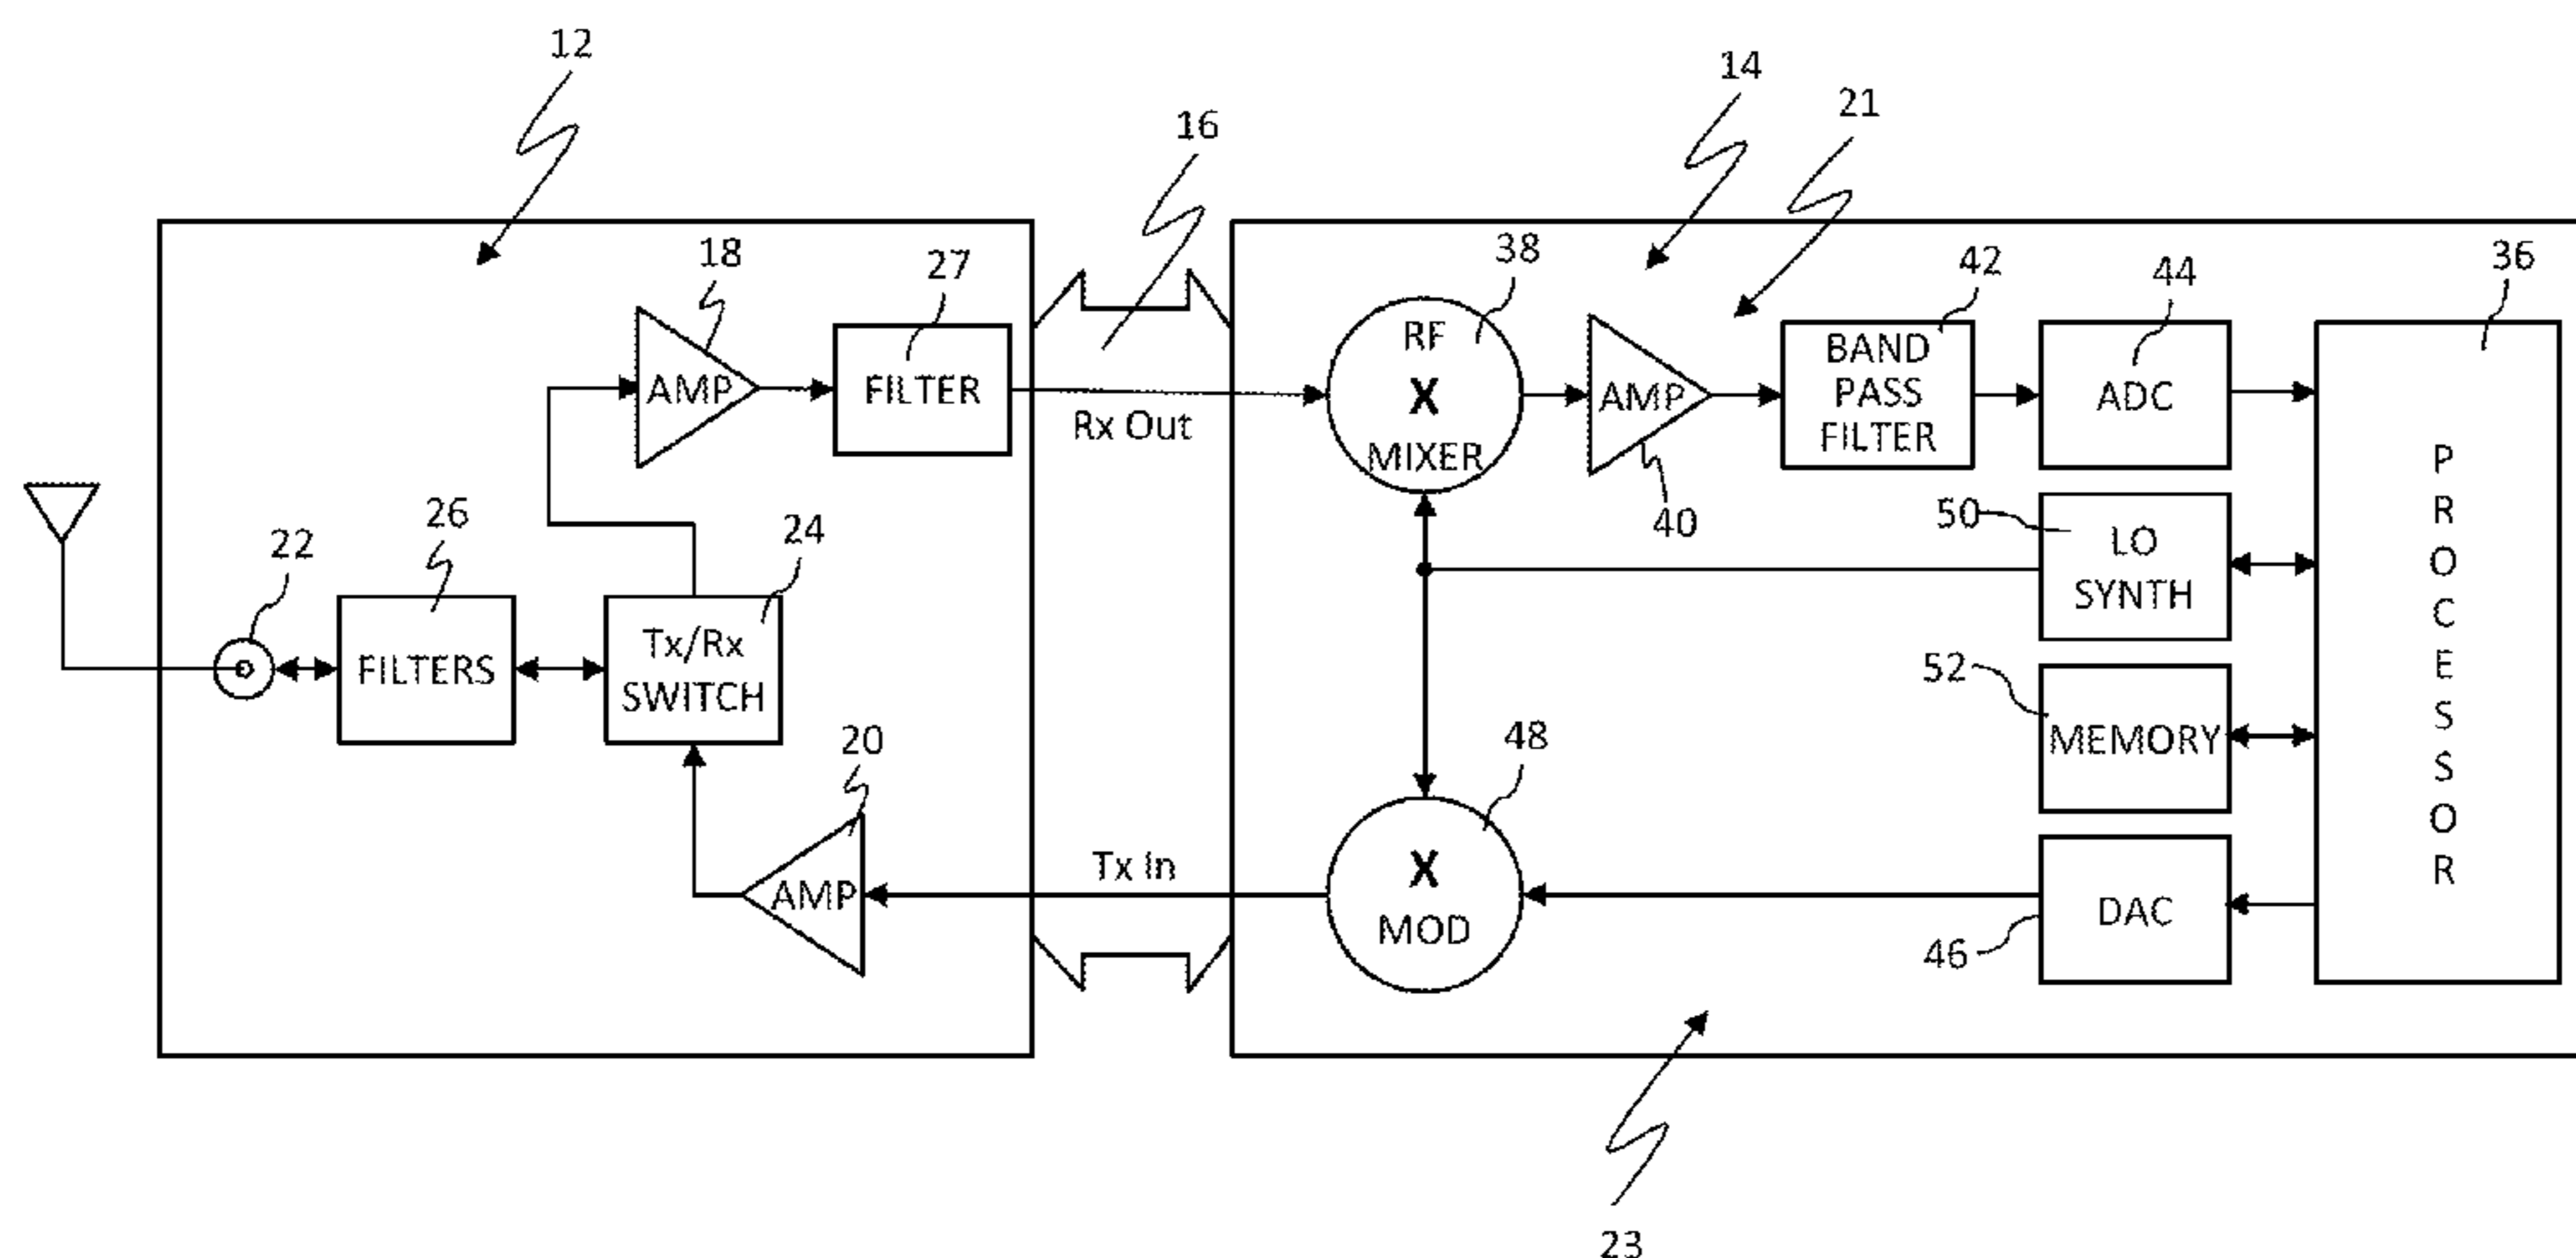 12
14
21
16
18
27
38
42
44
36
AMP
FILTER
Rx Out
RF
X
MIXER
AMP
40
BAND
PASS
FILTER
ADC
PROCESSOR
22
26
24
FILTERS
Tx/Rx
SWITCH
50
LO
SYNTH
52
MEMORY
20
AMP
Tx In
48
X
MOD
46
DAC
23